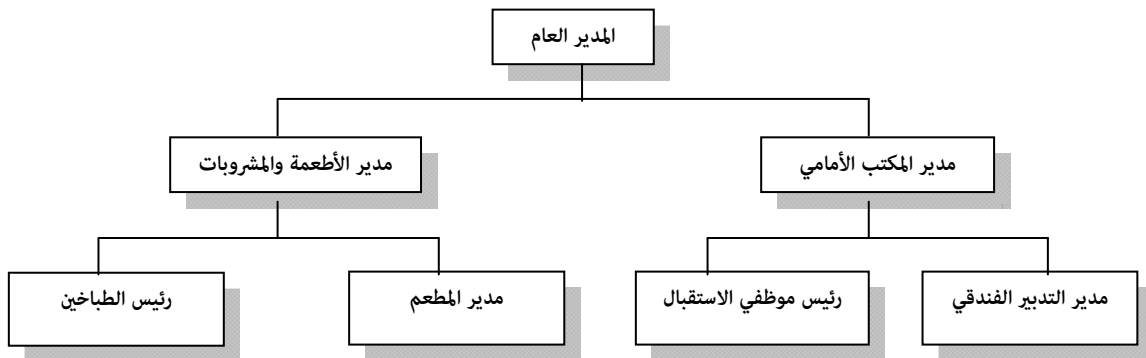 المدير العام
مدير المكتب الأمامي
مدير الأطعمة والمشروبات
مدير التدبير الفندقي
رئيس موظفي الاستقبال
مدير المطعم
رئيس الطباخين